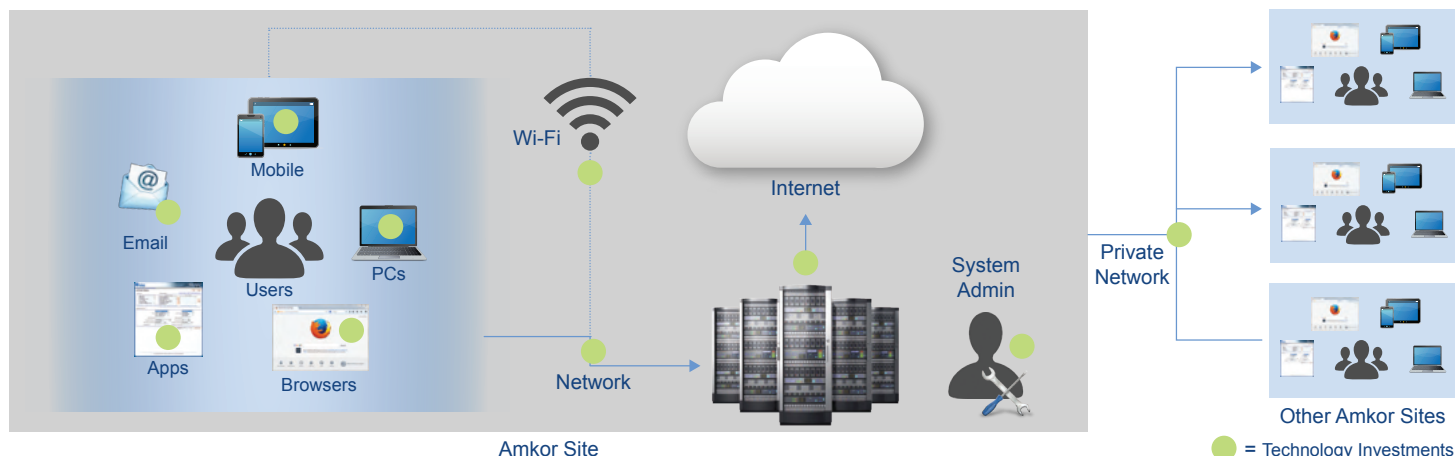 Wi-Fi
Mobile
Internet
Email
Users
PCs
System
Admin
Private
Network
Apps
Browsers
Network
Other Amkor Sites
Amkor Site
= Technology Investments